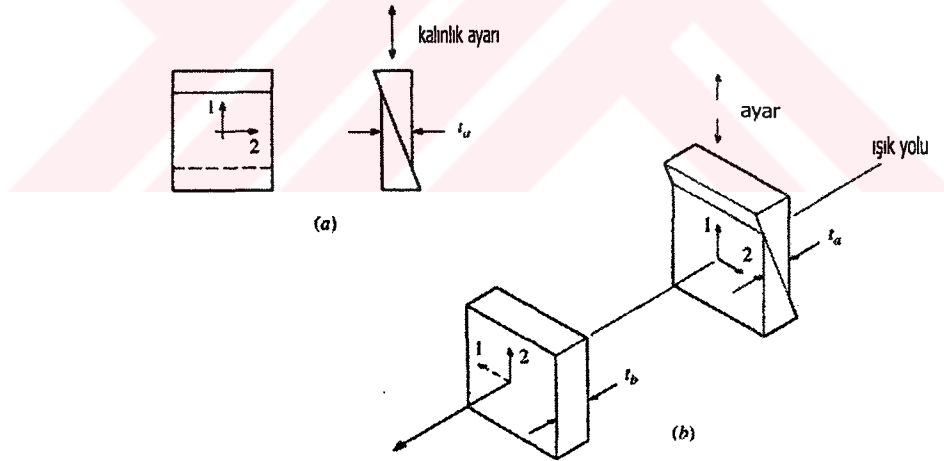 kalınlık ayarı
1
2
t_a
(a)
ayar
ışık yolu
1
2
t_a
1
2
t_b
(b)